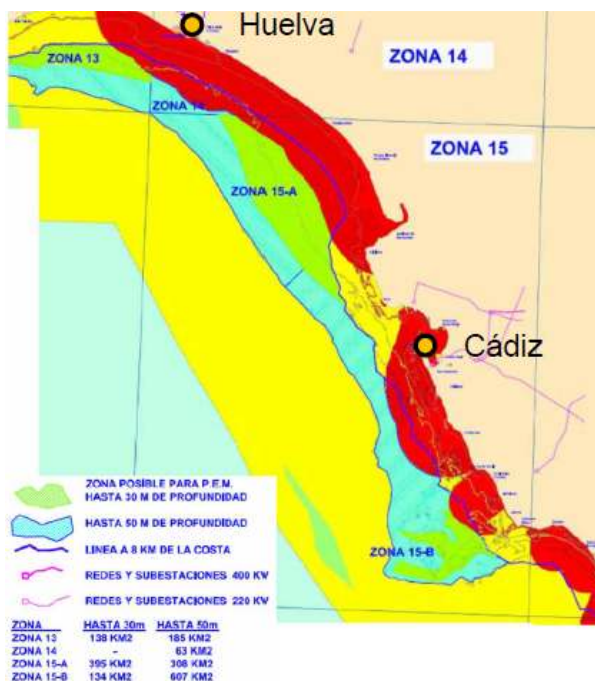 Huelva
ZONA 13
ZONA 14
ZONA 14
ZONA 15
ZONA 15-A
Cádiz
ZONA 15-B
ZONA POSÍBLE PARA P.E.M.
HASTA 30 M DE PROFUNDIDAD
HASTA 50 M DE PROFUNDIDAD
LINEA A 8 KM DE LA COSTA
REDES Y SUBESTACIONES 400 KV
REDES Y SUBESTACIONES 220 KV
ZONA HASTA 30m HASTA 50m
ZONA 13 138 KM2 185 KM2
ZONA 14 - 63 KM2
ZONA 15-A 395 KM2 308 KM2
ZONA 15-B 134 KM2 607 KM2